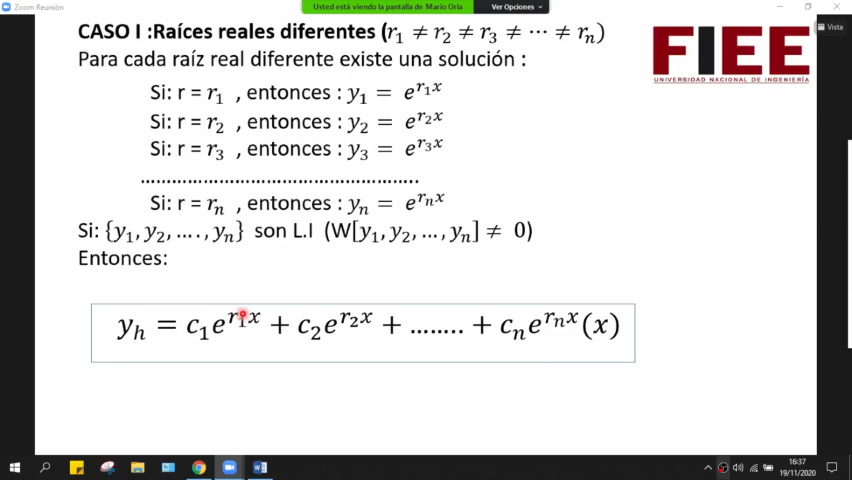 Zoom Reunión
Usted está viendo la pantalla de Mario Oria
Ver Opciones
Vista
CASO I :Raíces reales diferentes (r₁ ≠ r₂ ≠ r₃ ≠ ⋯ ≠ rₙ)
Para cada raíz real diferente existe una solución :
Si: r = r₁ , entonces : y₁ = e^{r₁x}
Si: r = r₂ , entonces : y₂ = e^{r₂x}
Si: r = r₃ , entonces : y₃ = e^{r₃x}
………………………………………………..
Si: r = rₙ , entonces : yₙ = e^{rₙx}
Si: {y₁, y₂, … . , yₙ} son L.I (W[y₁, y₂, … , yₙ] ≠ 0)
Entonces:
y_h = c₁e^{r₁x} + c₂e^{r₂x} + …….. + cₙe^{rₙx}(x)
FIEE
UNIVERSIDAD NACIONAL DE INGENIERÍA
16:37
19/11/2020